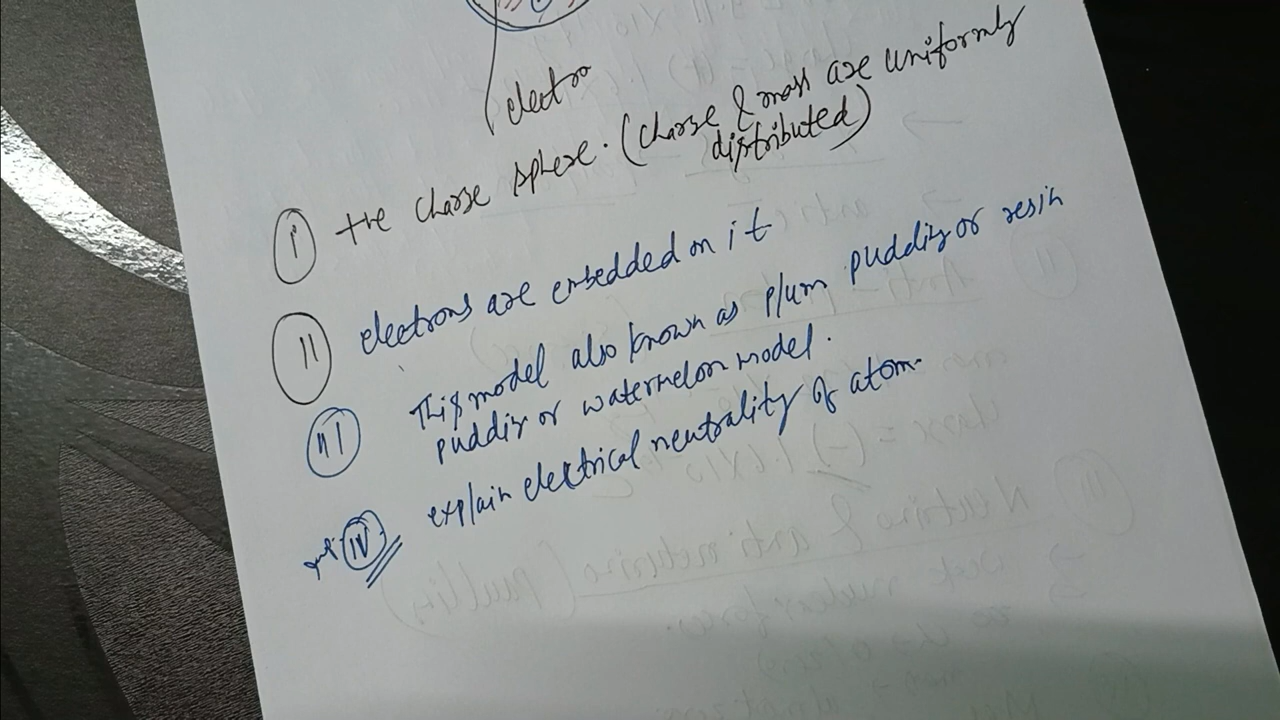 electro
(i) +ve charge sphere. (charge & mass are uniformly
distributed)
(ii) electrons are embedded on it
(iii) This model also known as plum pudding or resin
pudding or watermelon model.
(iv) explain electrical neutrality of atom.